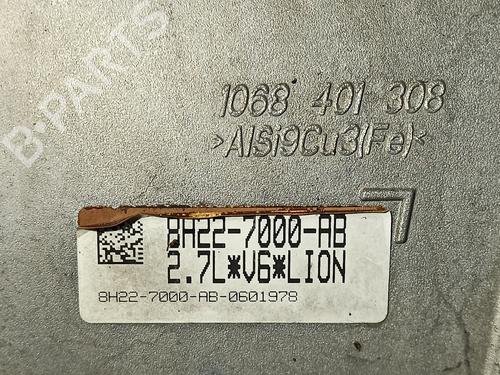 B-PARTS
1068 401 308
>AlSi9Cu3(Fe)<
8H22-7000-AB
2.7L*V6*LION
8H22-7000-AB-0601978